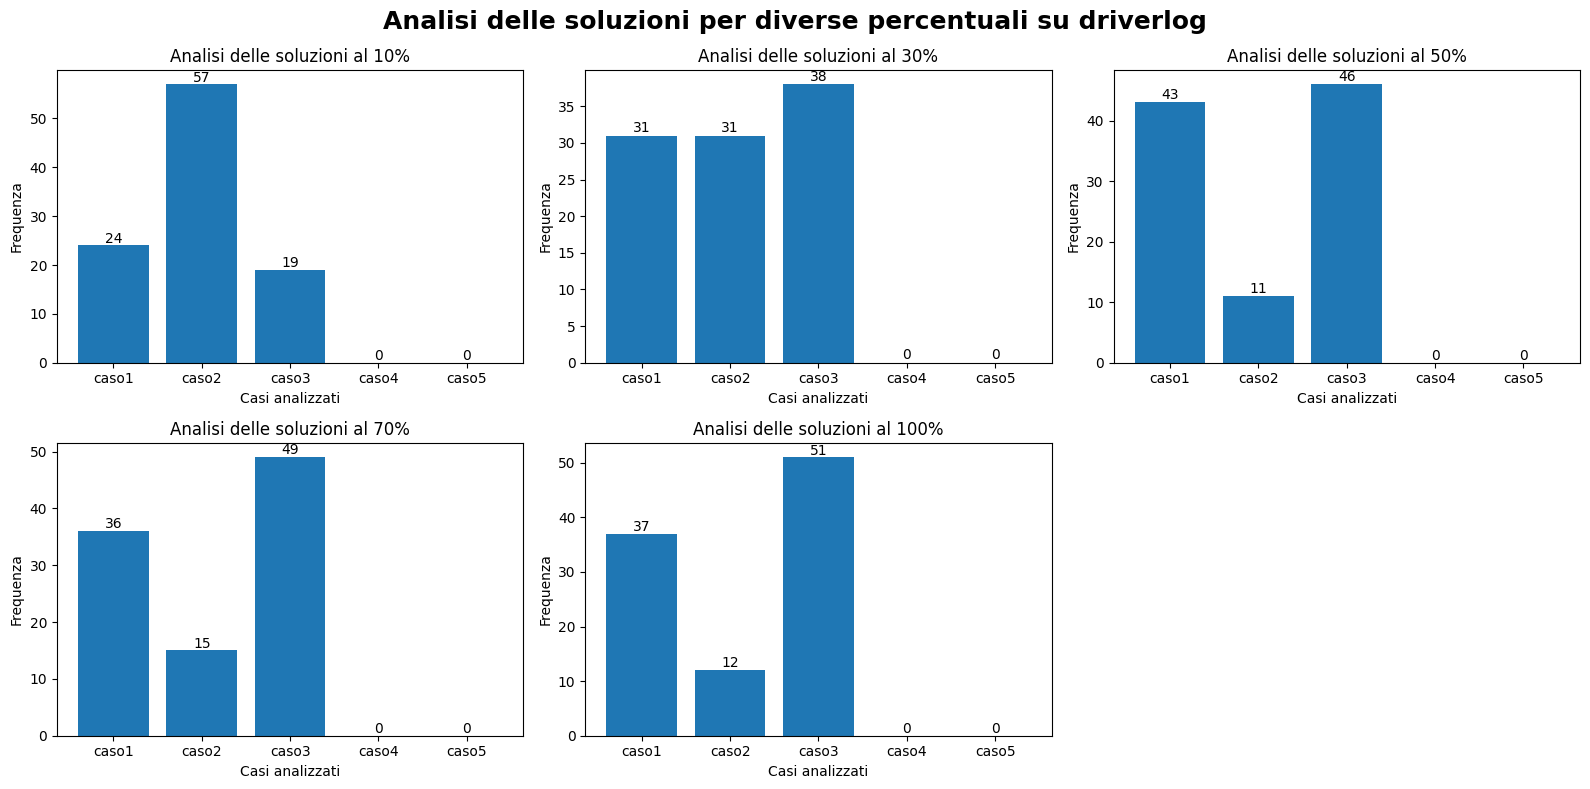 Analisi delle soluzioni per diverse percentuali su driverlog
Analisi delle soluzioni al 10%
Frequenza
50
40
30
20
10
0
24
57
19
0
0
caso1 caso2 caso3 caso4 caso5
Casi analizzati
Analisi delle soluzioni al 30%
Frequenza
35
30
25
20
15
10
5
0
31
31
38
0
0
caso1 caso2 caso3 caso4 caso5
Casi analizzati
Analisi delle soluzioni al 50%
Frequenza
40
30
20
10
0
43
11
46
0
0
caso1 caso2 caso3 caso4 caso5
Casi analizzati
Analisi delle soluzioni al 70%
Frequenza
50
40
30
20
10
0
36
15
49
0
0
caso1 caso2 caso3 caso4 caso5
Casi analizzati
Analisi delle soluzioni al 100%
Frequenza
50
40
30
20
10
0
37
12
51
0
0
caso1 caso2 caso3 caso4 caso5
Casi analizzati